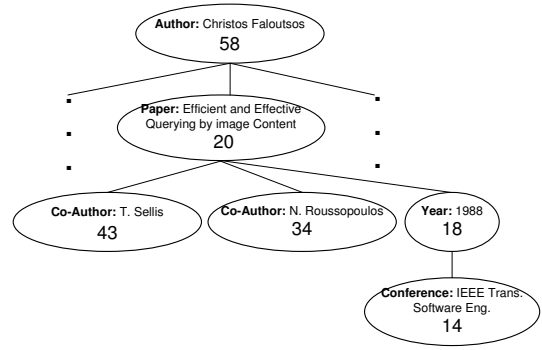 Author: Christos Faloutsos
58
Paper: Efficient and Effective
Querying by image Content
20
Co-Author: T. Sellis
43
Co-Author: N. Roussopoulos
34
Year: 1988
18
Conference: IEEE Trans.
Software Eng.
14